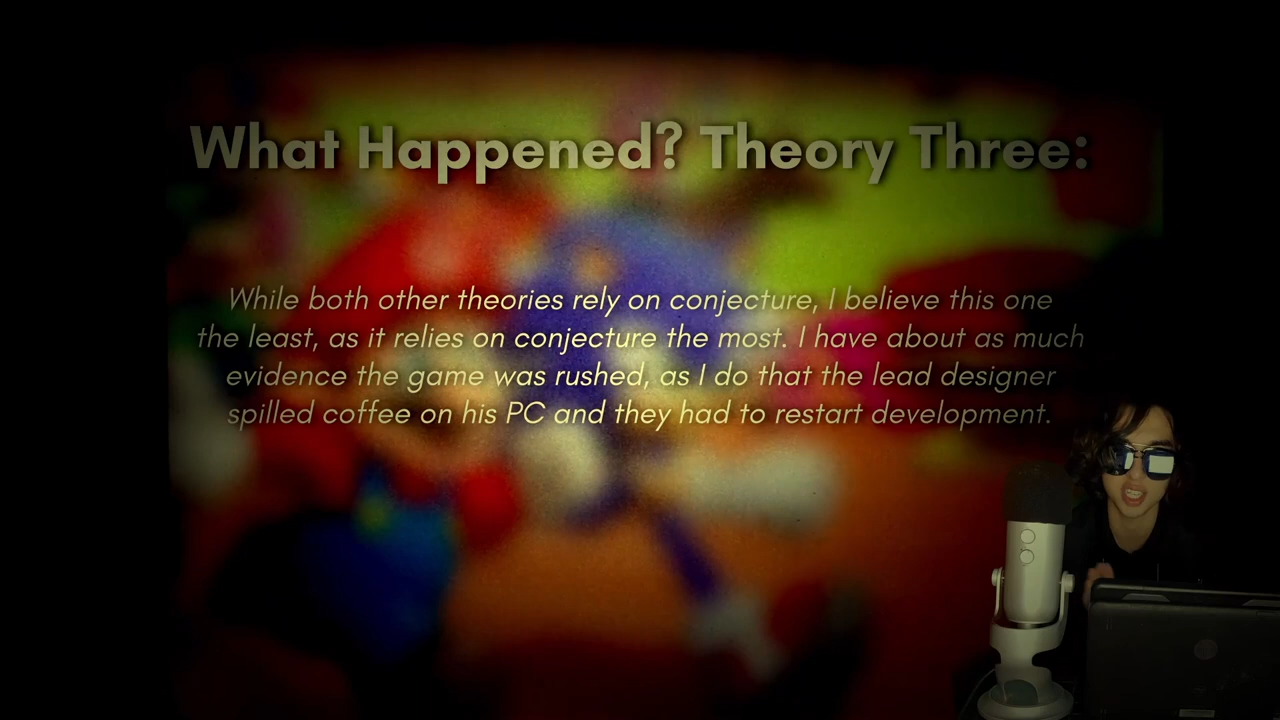 What Happened? Theory Three:
While both other theories rely on conjecture, I believe this one
the least, as it relies on conjecture the most. I have about as much
evidence the game was rushed, as I do that the lead designer
spilled coffee on his PC and they had to restart development.